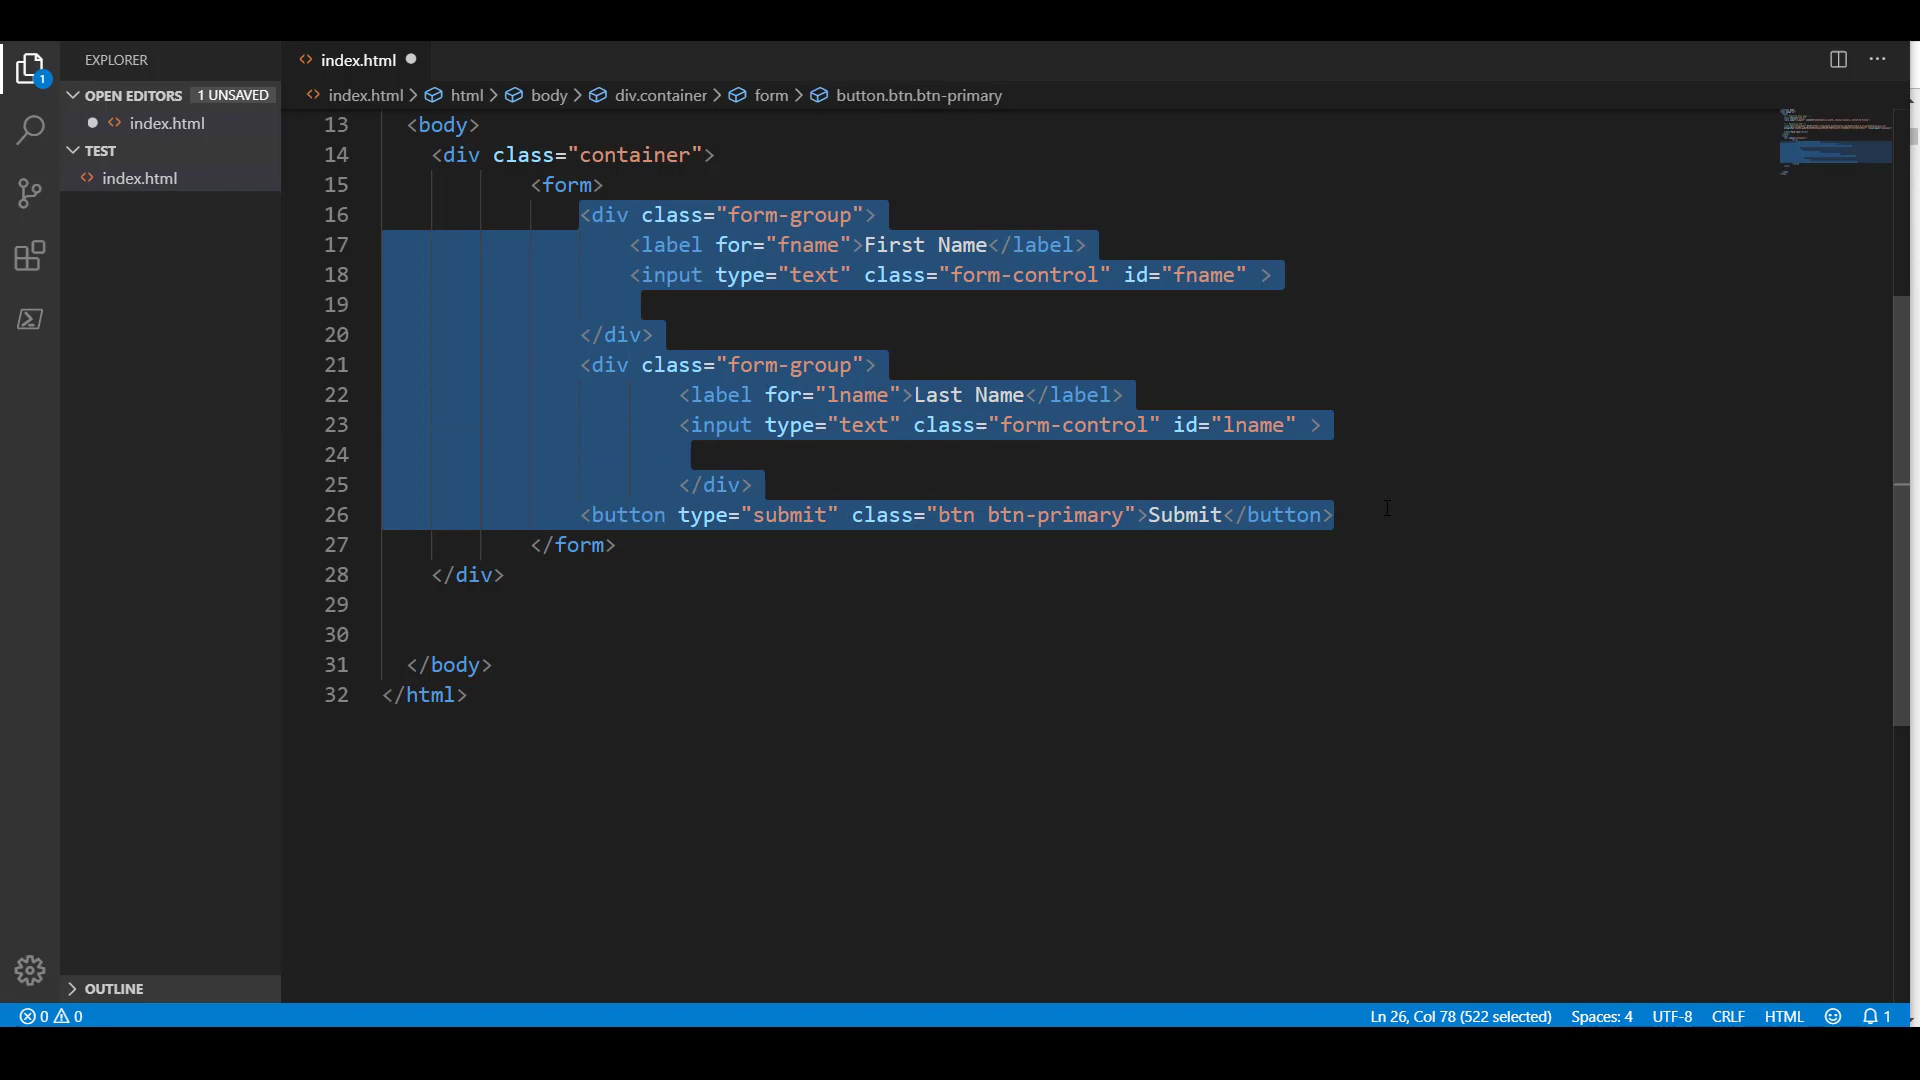 EXPLORER
OPEN EDITORS 1 UNSAVED
index.html
TEST
index.html
OUTLINE
index.html
index.html > html > body > div.container > form > button.btn.btn-primary
13 <body>
14 <div class="container">
15 <form>
16 <div class="form-group">
17 <label for="fname">First Name</label>
18 <input type="text" class="form-control" id="fname" >
19
20 </div>
21 <div class="form-group">
22 <label for="lname">Last Name</label>
23 <input type="text" class="form-control" id="lname" >
24
25 </div>
26 <button type="submit" class="btn btn-primary">Submit</button>
27 </form>
28 </div>
29
30
31 </body>
32 </html>
1
0 0 Ln 26, Col 78 (522 selected) Spaces: 4 UTF-8 CRLF HTML 1